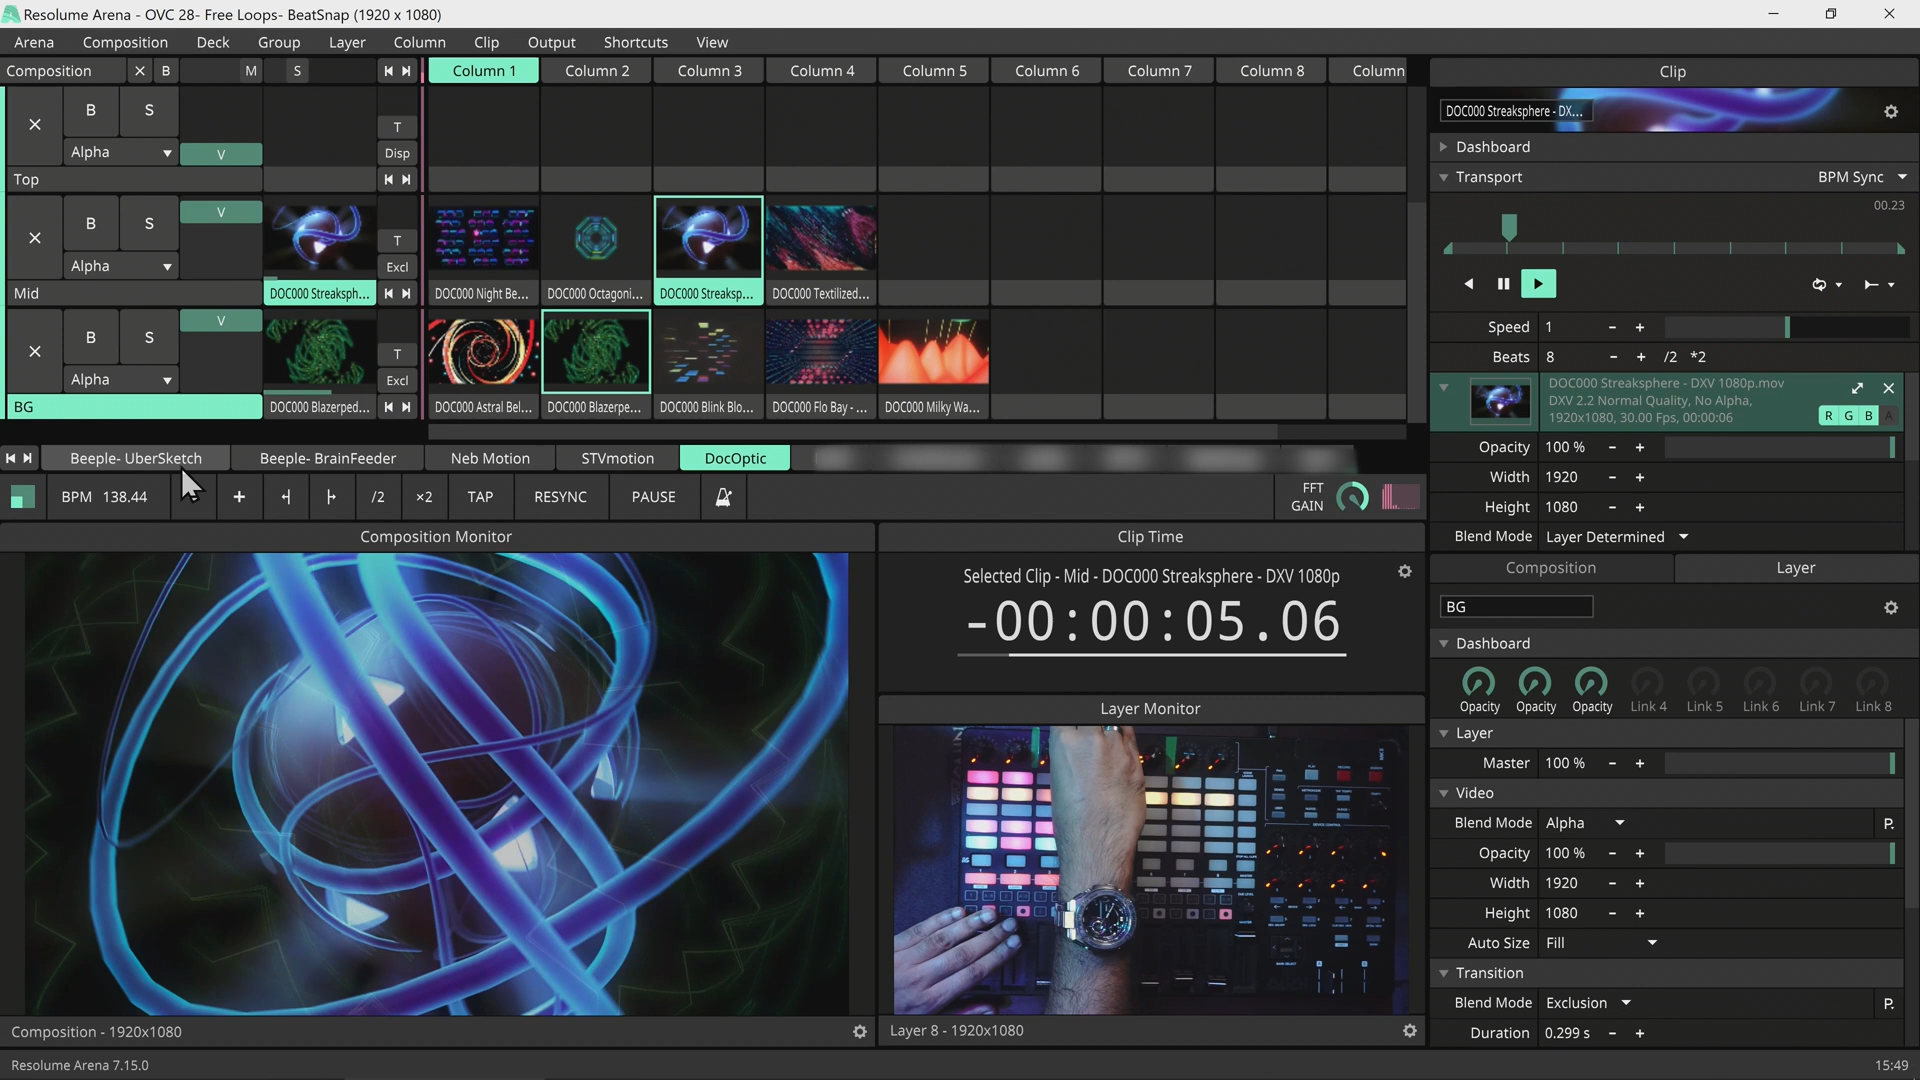 Resolume Arena - OVC 28- Free Loops- BeatSnap (1920 x 1080)
Arena Composition Deck Group Layer Column Clip Output Shortcuts View
Composition B M S Column 1 Column 2 Column 3 Column 4 Column 5 Column 6 Column 7 Column 8 Column
B S T
Alpha V Disp
Top
V
B S T
Alpha Excl
Mid DOC000 Streaksph... DOC000 Night Be... DOC000 Octagoni... DOC000 Streaksp... DOC000 Textilized...
V
B S T
Alpha Excl
BG DOC000 Blazerped... DOC000 Astral Bel... DOC000 Blazerpe... DOC000 Blink Blo... DOC000 Flo Bay - ... DOC000 Milky Wa...
Beeple- UberSketch Beeple- BrainFeeder Neb Motion STVmotion DocOptic
BPM 138.44 + /2 ×2 TAP RESYNC PAUSE
FFT
GAIN
Composition Monitor
Composition - 1920x1080
Clip Time
Selected Clip - Mid - DOC000 Streaksphere - DXV 1080p
-00:00:05.06
Layer Monitor
Layer 8 - 1920x1080
Clip
DOC000 Streaksphere - DX...
Dashboard
Transport BPM Sync
00.23
Speed 1 - +
Beats 8 - + /2 *2
DOC000 Streaksphere - DXV 1080p.mov
DXV 2.2 Normal Quality, No Alpha,
1920x1080, 30.00 Fps, 00:00:06
R G B A
Opacity 100 % - +
Width 1920 - +
Height 1080 - +
Blend Mode Layer Determined
Composition Layer
BG
Dashboard
Opacity Opacity Opacity Link 4 Link 5 Link 6 Link 7 Link 8
Layer
Master 100 % - +
Video
Blend Mode Alpha P.
Opacity 100 % - +
Width 1920 - +
Height 1080 - +
Auto Size Fill
Transition
Blend Mode Exclusion P.
Duration 0.299 s - +
Resolume Arena 7.15.0 15:49